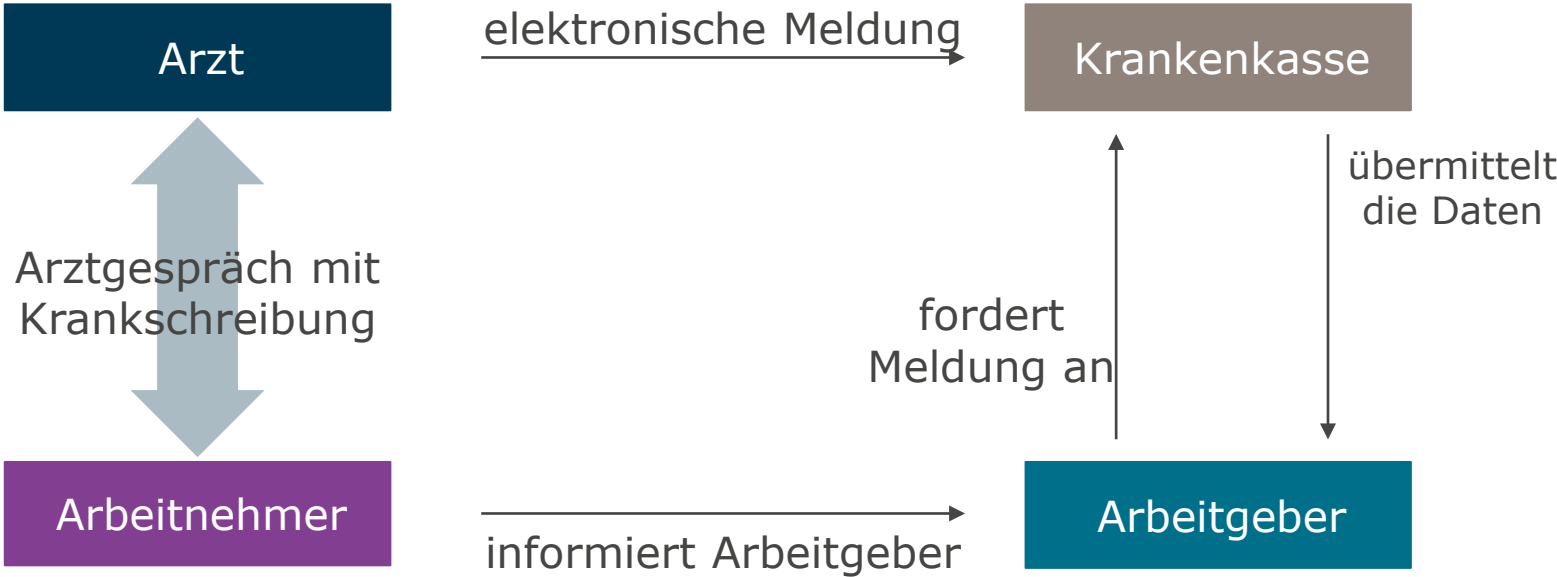 Arzt
elektronische Meldung
Krankenkasse
übermittelt
die Daten
Arztgespräch mit
Krankschreibung
fordert
Meldung an
Arbeitnehmer
informiert Arbeitgeber
Arbeitgeber